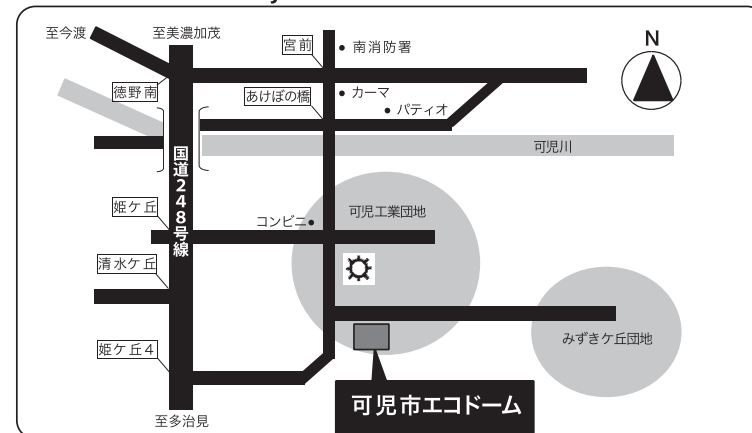 至今渡
至美濃加茂
宮前
南消防署
N
徳野南
あけぼの橋
カーマ
パティオ
可児川
国道248号線
姫ケ丘
コンビニ
可児工業団地
清水ケ丘
みずきケ丘団地
姫ケ丘4
可児市エコドーム
至多治見